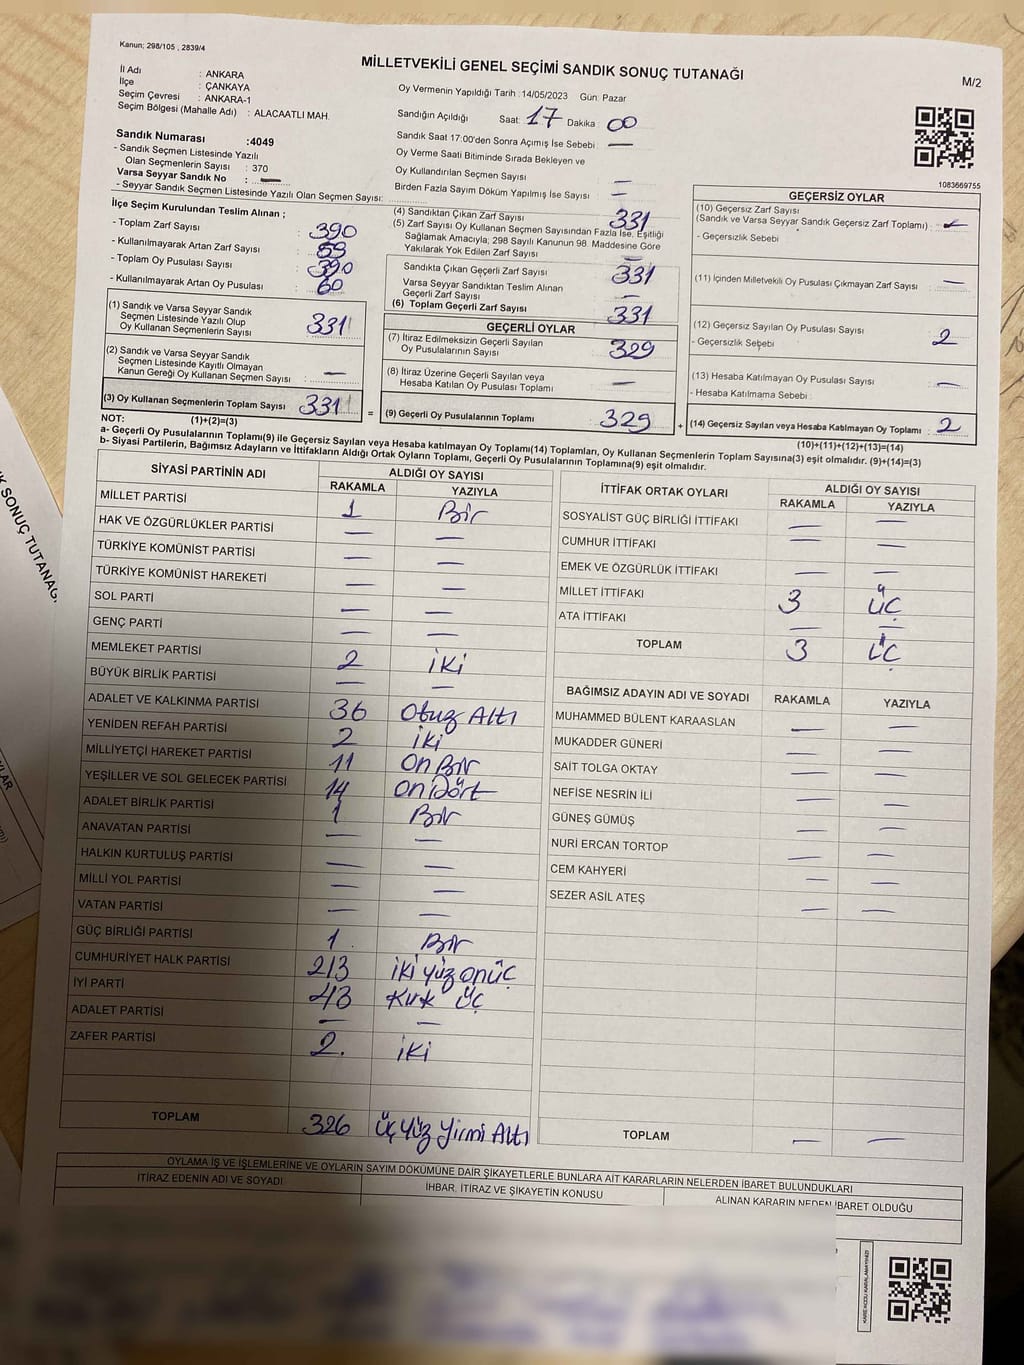 Kanun; 298/105 , 2839/4
MİLLETVEKİLİ GENEL SEÇİMİ SANDIK SONUÇ TUTANAĞI
M/2
İl Adı : ANKARA
İlçe : ÇANKAYA
Seçim Çevresi : ANKARA-1
Seçim Bölgesi (Mahalle Adı) : ALACAATLI MAH.
Oy Vermenin Yapıldığı Tarih :14/05/2023 Gün: Pazar
Sandığın Açıldığı Saat: 17 Dakika : 00
Sandık Numarası :4049
- Sandık Seçmen Listesinde Yazılı
Olan Seçmenlerin Sayısı : 370
Varsa Seyyar Sandık No : —
- Seyyar Sandık Seçmen Listesinde Yazılı Olan Seçmen Sayısı:
Sandık Saat 17:00'den Sonra Açımış İse Sebebi : —
Oy Verme Saati Bitiminde Sırada Bekleyen ve
Oy Kullandırılan Seçmen Sayısı : —
Birden Fazla Sayım Döküm Yapılmış İse Sayısı : —
1083669755
İlçe Seçim Kurulundan Teslim Alınan ;
- Toplam Zarf Sayısı : 390
- Kullanılmayarak Artan Zarf Sayısı : 59
- Toplam Oy Pusulası Sayısı : 390
- Kullanılmayarak Artan Oy Pusulası : 60
(1) Sandık ve Varsa Seyyar Sandık
Seçmen Listesinde Yazılı Olup
Oy Kullanan Seçmenlerin Sayısı : 331
(2) Sandık ve Varsa Seyyar Sandık
Seçmen Listesinde Kayıtlı Olmayan
Kanun Gereği Oy Kullanan Seçmen Sayısı : —
(3) Oy Kullanan Seçmenlerin Toplam Sayısı : 331 =
(4) Sandıktan Çıkan Zarf Sayısı : 331
(5) Zarf Sayısı Oy Kullanan Seçmen Sayısından Fazla İse, Eşitliği
Sağlamak Amacıyla; 298 Sayılı Kanunun 98. Maddesine Göre
Yakılarak Yok Edilen Zarf Sayısı : —
Sandıkta Çıkan Geçerli Zarf Sayısı : 331
Varsa Seyyar Sandıktan Teslim Alınan
Geçerli Zarf Sayısı : —
(6) Toplam Geçerli Zarf Sayısı : 331
GEÇERLİ OYLAR
(7) İtiraz Edilmeksizin Geçerli Sayılan
Oy Pusulalarının Sayısı : 329
(8) İtiraz Üzerine Geçerli Sayılan veya
Hesaba Katılan Oy Pusulası Toplamı : —
(9) Geçerli Oy Pusulalarının Toplamı : 329 +
GEÇERSİZ OYLAR
(10) Geçersiz Zarf Sayısı
(Sandık ve Varsa Seyyar Sandık Geçersiz Zarf Toplamı) : —
- Geçersizlik Sebebi :
(11) İçinden Milletvekili Oy Pusulası Çıkmayan Zarf Sayısı : —
(12) Geçersiz Sayılan Oy Pusulası Sayısı : 2
- Geçersizlik Sebebi :
(13) Hesaba Katılmayan Oy Pusulası Sayısı : —
- Hesaba Katılmama Sebebi :
(14) Geçersiz Sayılan veya Hesaba Katılmayan Oy Toplamı : 2
NOT: (1)+(2)=(3)
(10)+(11)+(12)+(13)=(14)
a- Geçerli Oy Pusulalarının Toplamı(9) ile Geçersiz Sayılan veya Hesaba katılmayan Oy Toplamı(14) Toplamları, Oy Kullanan Seçmenlerin Toplam Sayısına(3) eşit olmalıdır. (9)+(14)=(3)
b- Siyasi Partilerin, Bağımsız Adayların ve İttifakların Aldığı Ortak Oyların Toplamı, Geçerli Oy Pusulalarının Toplamına(9) eşit olmalıdır.
SİYASİ PARTİNİN ADI ALDIĞI OY SAYISI
RAKAMLA YAZIYLA
MİLLET PARTİSİ 1 Bir
HAK VE ÖZGÜRLÜKLER PARTİSİ — —
TÜRKİYE KOMÜNİST PARTİSİ — —
TÜRKİYE KOMÜNİST HAREKETİ — —
SOL PARTİ — —
GENÇ PARTİ — —
MEMLEKET PARTİSİ 2 iki
BÜYÜK BİRLİK PARTİSİ — —
ADALET VE KALKINMA PARTİSİ 36 Otuz Altı
YENİDEN REFAH PARTİSİ 2 iki
MİLLİYETÇİ HAREKET PARTİSİ 11 On Bir
YEŞİLLER VE SOL GELECEK PARTİSİ 14 on Dört
ADALET BİRLİK PARTİSİ 1 Bir
ANAVATAN PARTİSİ — —
HALKIN KURTULUŞ PARTİSİ — —
MİLLİ YOL PARTİSİ — —
VATAN PARTİSİ — —
GÜÇ BİRLİĞİ PARTİSİ 1. Bir
CUMHURİYET HALK PARTİSİ 213 iki yüz onüç
İYİ PARTİ 43 Kırk üç
ADALET PARTİSİ — —
ZAFER PARTİSİ 2. iki
TOPLAM 326 üç yüz yirmi Altı
İTTİFAK ORTAK OYLARI ALDIĞI OY SAYISI
RAKAMLA YAZIYLA
SOSYALİST GÜÇ BİRLİĞİ İTTİFAKI — —
CUMHUR İTTİFAKI — —
EMEK VE ÖZGÜRLÜK İTTİFAKI — —
MİLLET İTTİFAKI 3 üç
ATA İTTİFAKI — —
TOPLAM 3 üç
BAĞIMSIZ ADAYIN ADI VE SOYADI RAKAMLA YAZIYLA
MUHAMMED BÜLENT KARAASLAN — —
MUKADDER GÜNERİ — —
SAİT TOLGA OKTAY — —
NEFİSE NESRİN İLİ — —
GÜNEŞ GÜMÜŞ — —
NURİ ERCAN TORTOP — —
CEM KAHYERİ — —
SEZER ASİL ATEŞ — —
TOPLAM — —
OYLAMA İŞ VE İŞLEMLERİNE VE OYLARIN SAYIM DÖKÜMÜNE DAİR ŞİKAYETLERLE BUNLARA AİT KARARLARIN NELERDEN İBARET BULUNDUKLARI
İTİRAZ EDENİN ADI VE SOYADI İHBAR, İTİRAZ VE ŞİKAYETİN KONUSU ALINAN KARARIN NEDEN İBARET OLDUĞU
K SONUÇ TUTANAĞ